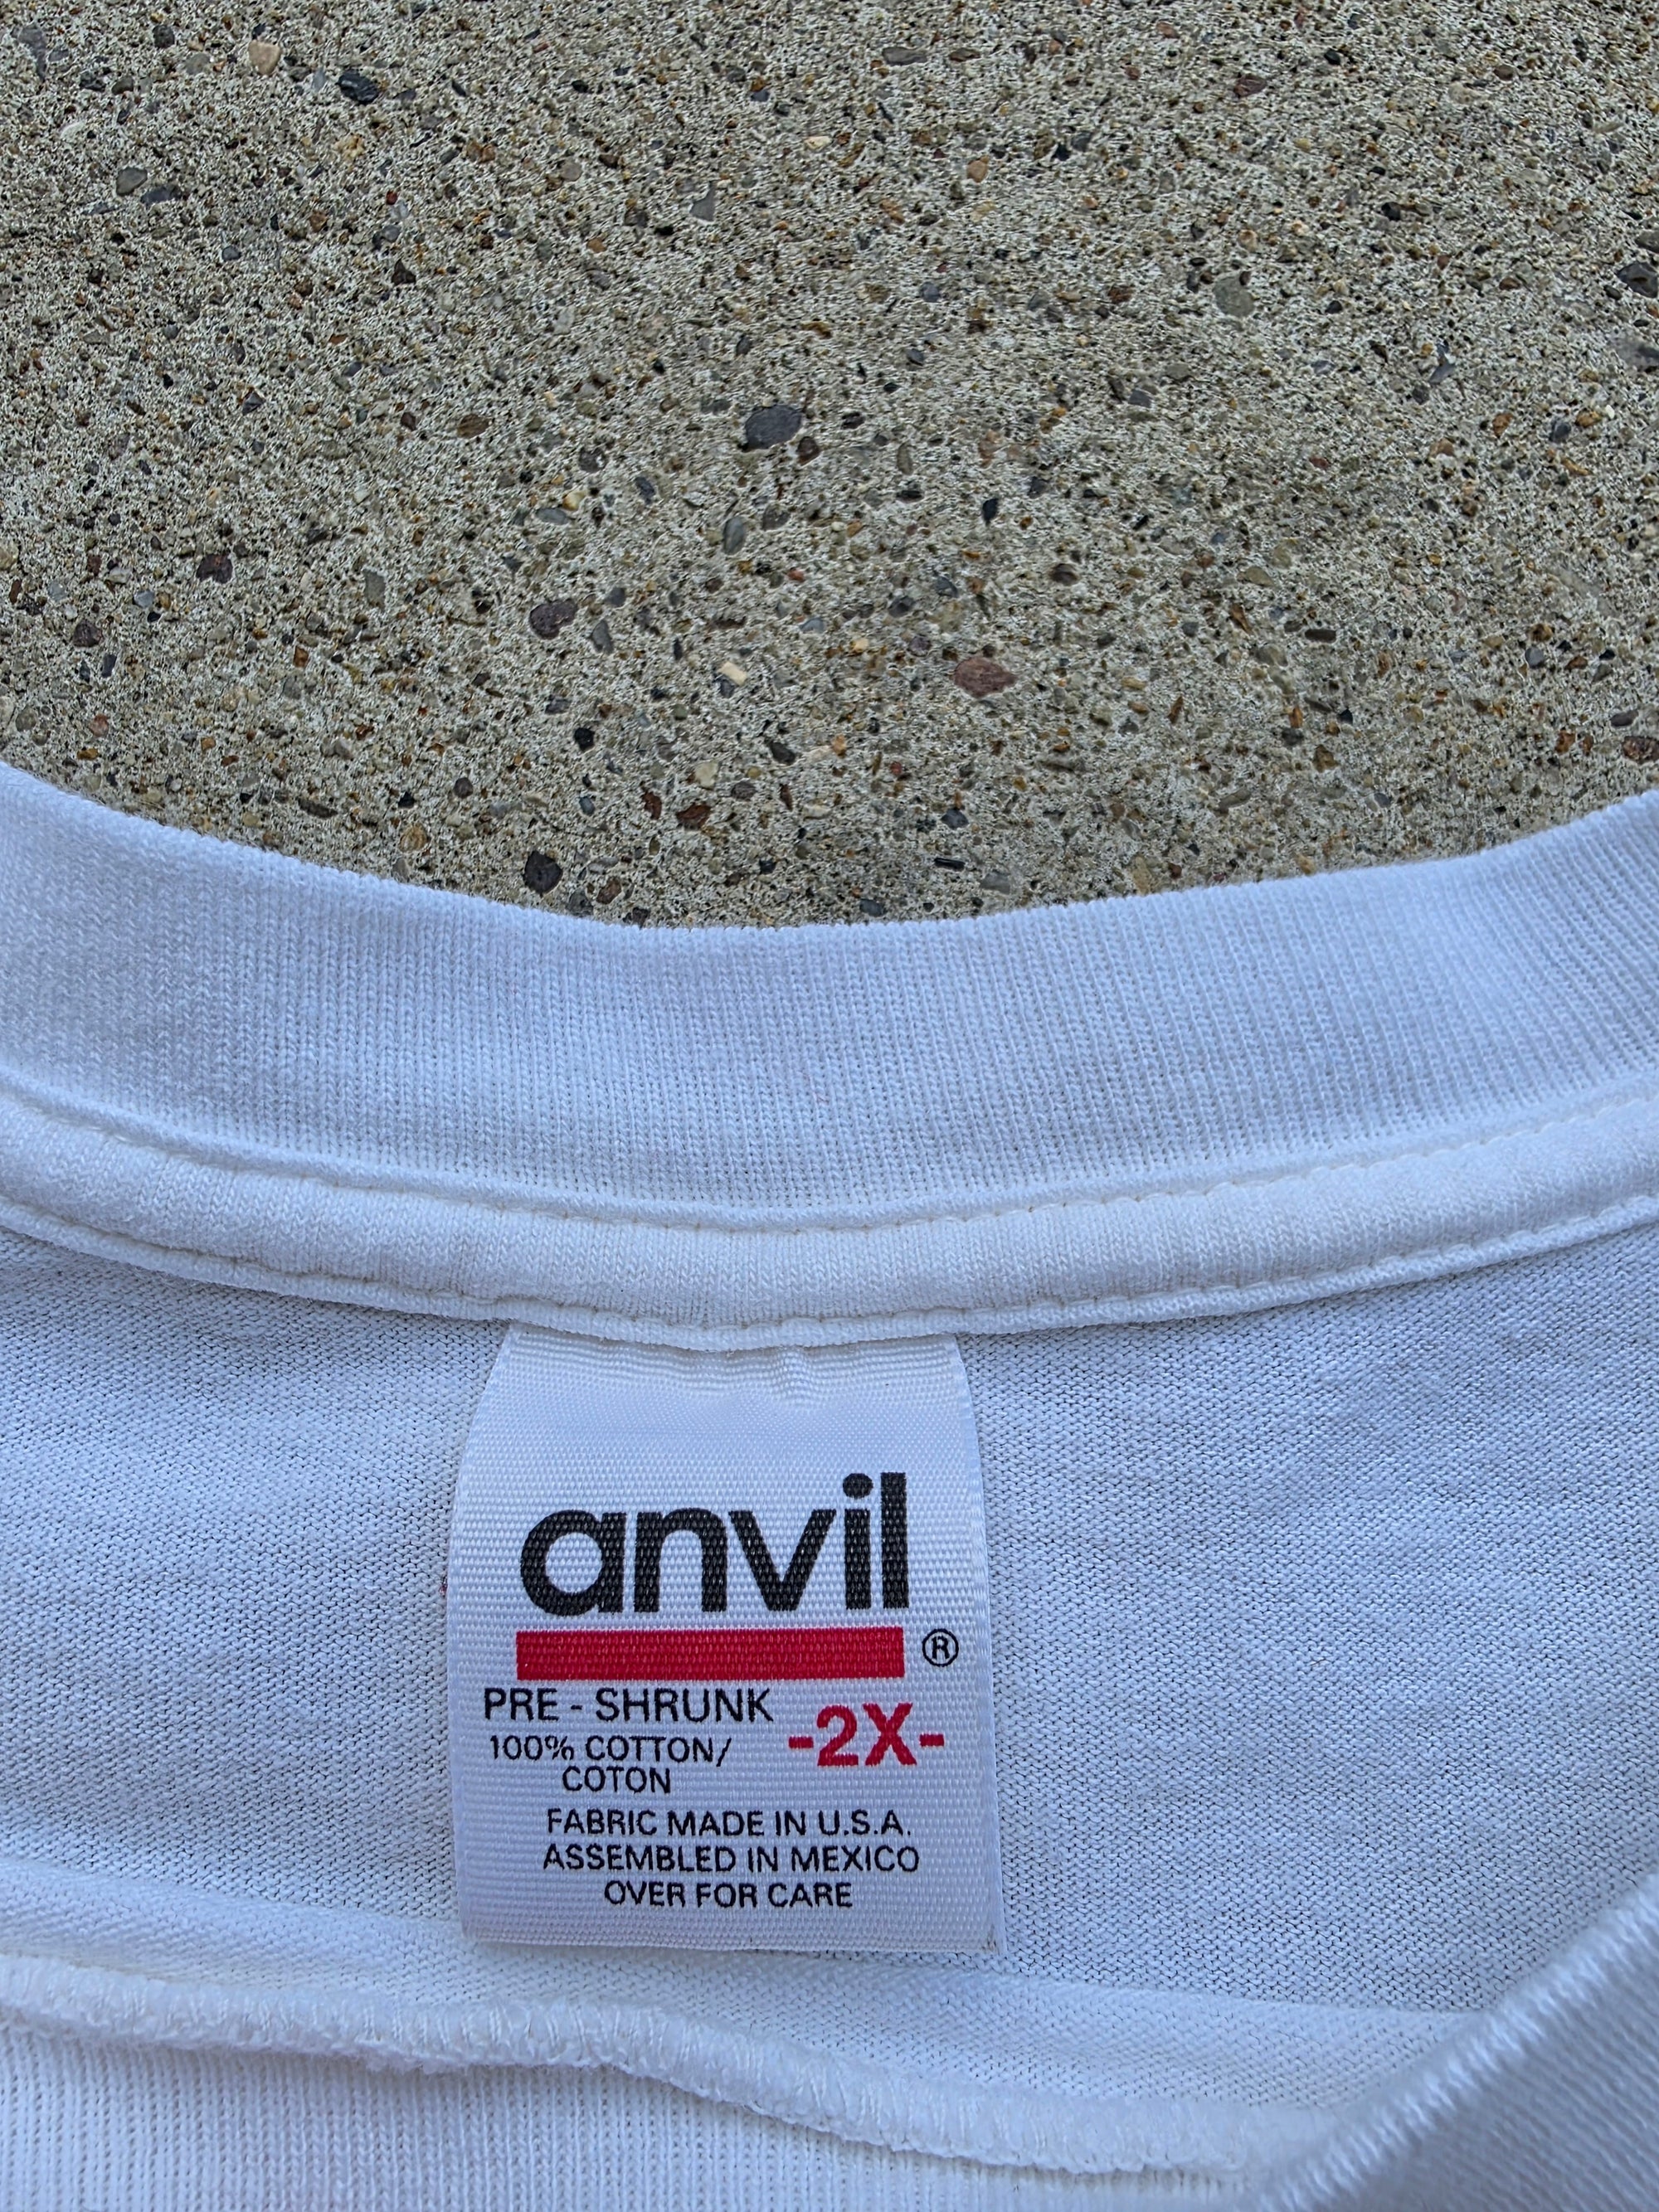 anvil
®
PRE - SHRUNK
-2X-
100% COTTON/
COTON
FABRIC MADE IN U.S.A.
ASSEMBLED IN MEXICO
OVER FOR CARE